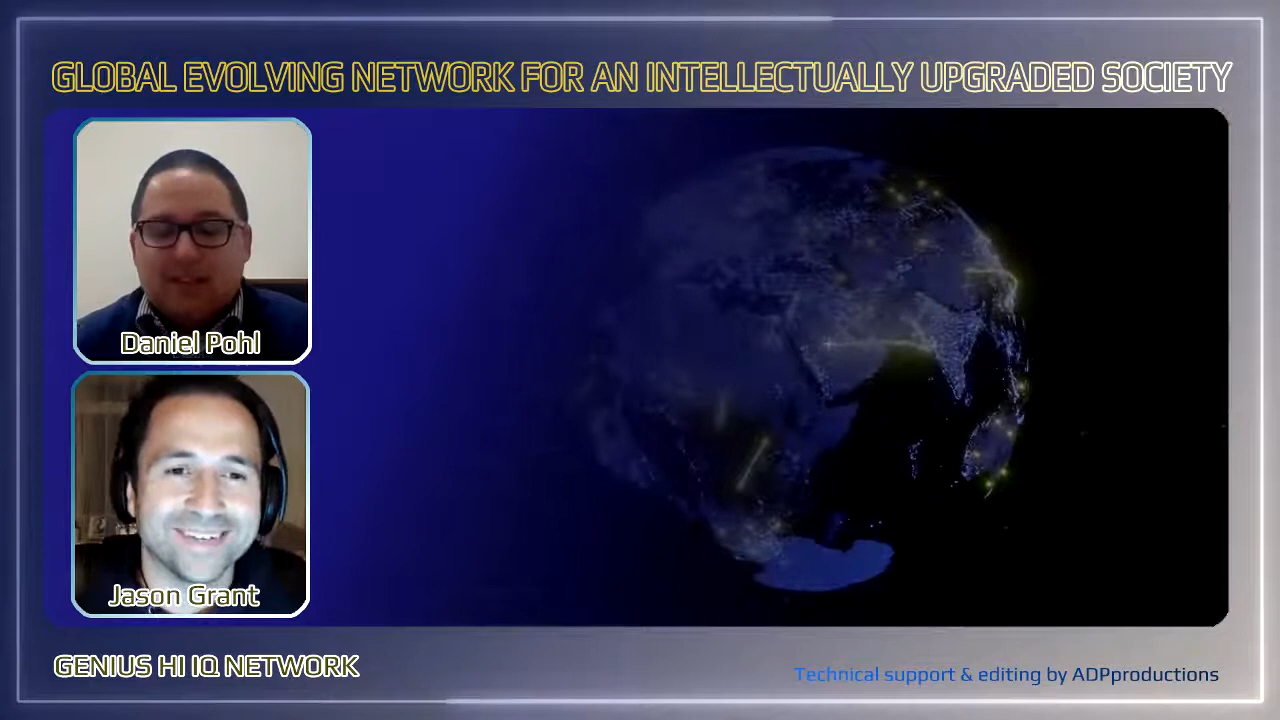 GLOBAL EVOLVING NETWORK FOR AN INTELLECTUALLY UPGRADED SOCIETY
Daniel Pohl
Jason Grant
GENIUS HI IQ NETWORK
Technical support & editing by ADPproductions